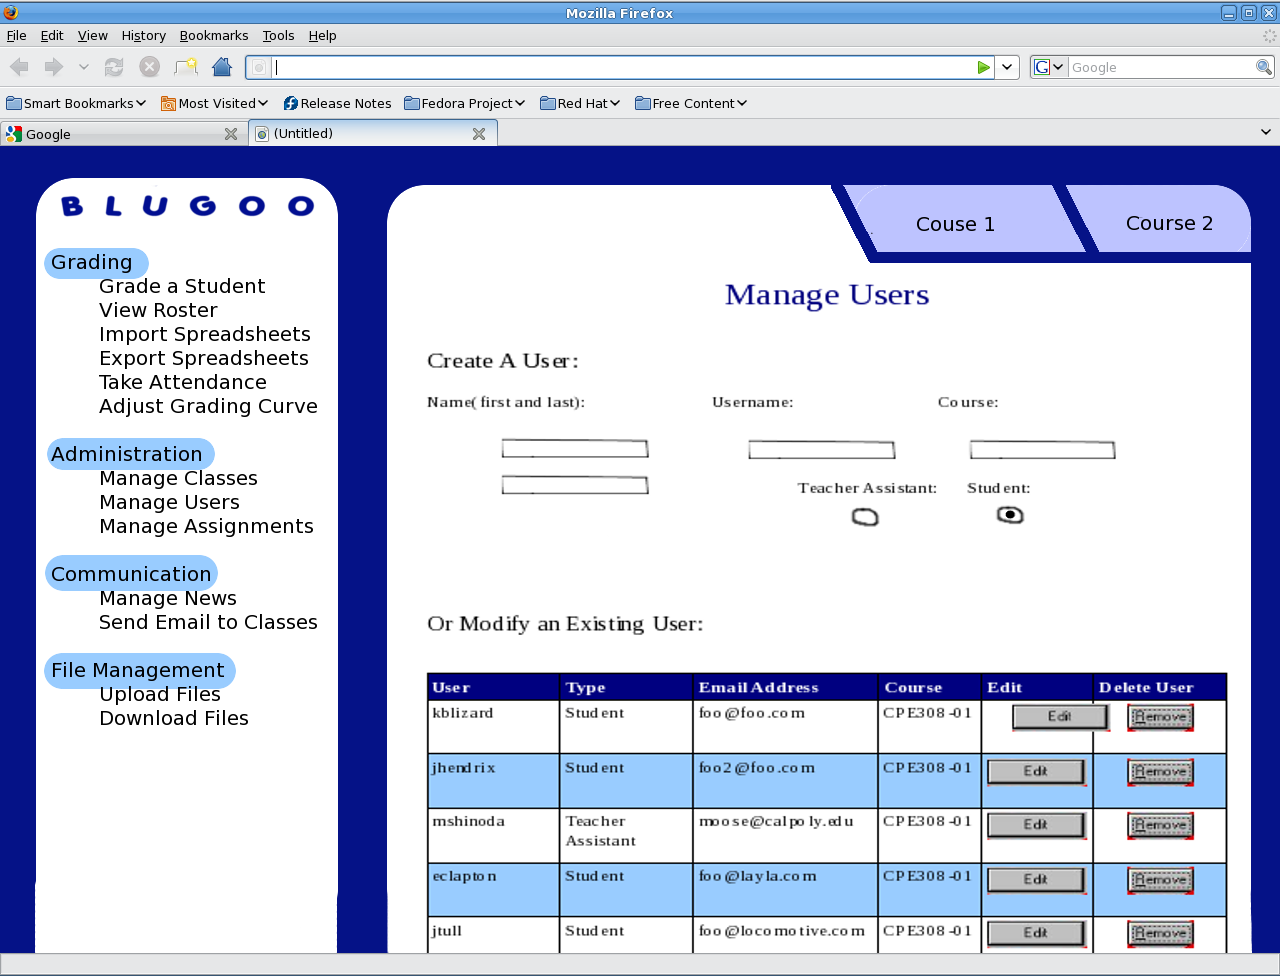 Mozilla Firefox
File Edit View History Bookmarks Tools Help
G Google
Smart Bookmarks Most Visited Release Notes Fedora Project Red Hat Free Content
Google (Untitled)
BLUGOO
Grading
Grade a Student
View Roster
Import Spreadsheets
Export Spreadsheets
Take Attendance
Adjust Grading Curve
Administration
Manage Classes
Manage Users
Manage Assignments
Communication
Manage News
Send Email to Classes
File Management
Upload Files
Download Files
Couse 1 Course 2
Manage Users
Create A User:
Name(first and last): Username: Course:
Teacher Assistant: Student:
Or Modify an Existing User:
User Type Email Address Course Edit Delete User
kblizard Student foo@foo.com CPE308-01 Edit Remove
jhendrix Student foo2@foo.com CPE308-01 Edit Remove
mshinoda Teacher Assistant moose@calpoly.edu CPE308-01 Edit Remove
eclapton Student foo@layla.com CPE308-01 Edit Remove
jtull Student foo@locomotive.com CPE308-01 Edit Remove